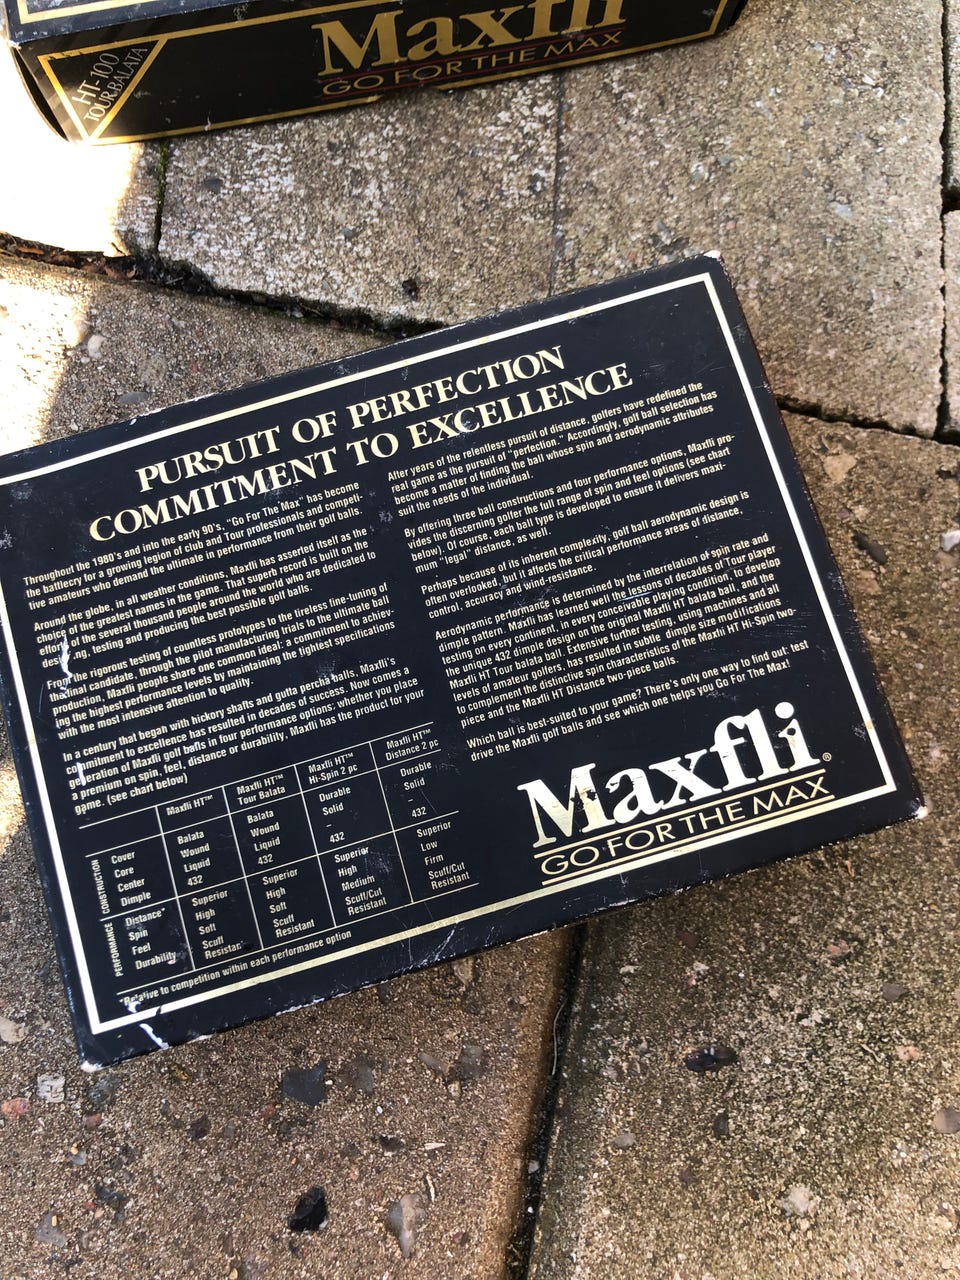 HT-100
TOUR BALATA
Maxfli
GO FOR THE MAX
PURSUIT OF PERFECTION
COMMITMENT TO EXCELLENCE
Throughout the 1980's and into the early 90's, "Go For The Max" has become
the battlecry for a growing legion of club and Tour professionals and competi-
tive amateurs who demand the ultimate in performance from their golf balls.
Around the globe, in all weather conditions, Maxfli has asserted itself as the
choice of the greatest names in the game. That superb record is built on the
efforts of the several thousand people around the world who are dedicated to
designing, testing and producing the best possible golf balls.
From the rigorous testing of countless prototypes to the tireless line-tuning of
the final candidate, through the pilot manufacturing trials to the ultimate ball
production, Maxfli people share one common ideal: a commitment to achiev-
ing the highest performance levels by maintaining the tightest specifications
with the most intensive attention to quality.
In a century that began with hickory shafts and gutta percha balls, Maxfli's
commitment to excellence has resulted in decades of success. Now comes a
generation of Maxfli golf balls in four performance options: whether you place
a premium on spin, feel, distance or durability, Maxfli has the product for your
game. (see chart below)
After years of the relentless pursuit of distance, golfers have redefined the
real game as the pursuit of "perfection." Accordingly, golf ball selection has
become a matter of finding the ball whose spin and aerodynamic attributes
suit the needs of the individual.
By offering three ball constructions and four performance options, Maxfli pro-
vides the discerning golfer the full range of spin and feel options (see chart
below). Of course, each ball type is developed to ensure it delivers maxi-
mum "legal" distance, as well.
Perhaps because of its inherent complexity, golf ball aerodynamic design is
often overlooked, but it affects the critical performance areas of distance,
control, accuracy and wind-resistance.
Aerodynamic performance is determined by the interrelation of spin rate and
dimple pattern. Maxfli has learned well the lessons of decades of Tour player
testing on every continent, in every conceivable playing condition, to develop
the unique 432 dimple design on the original Maxfli HT balata ball, and the
Maxfli HT Tour balata ball. Extensive further testing, using machines and all
levels of amateur golfers, has resulted in subtle dimple size modifications
to complement the distinctive spin characteristics of the Maxfli HT Hi-Spin two-
piece and the Maxfli HT Distance two-piece balls.
Which ball is best-suited to your game? There's only one way to find out: test
drive the Maxfli golf balls and see which one helps you Go For The Max!
Maxfli HT™ Maxfli HT™ Tour Balata Maxfli HT™ Hi-Spin 2 pc Maxfli HT™ Distance 2 pc
CONSTRUCTION
Cover Balata Balata Durable Durable
Core Wound Wound Solid Solid
Center Liquid Liquid -
Dimple 432 432 432 432
PERFORMANCE
Distance* Superior Superior Superior Superior
Spin High High High Low
Feel Soft Soft Medium Firm
Durability Scuff Resistant Scuff Resistant Scuff/Cut Resistant Scuff/Cut Resistant
*Relative to competition within each performance option
Maxfli®
GO FOR THE MAX